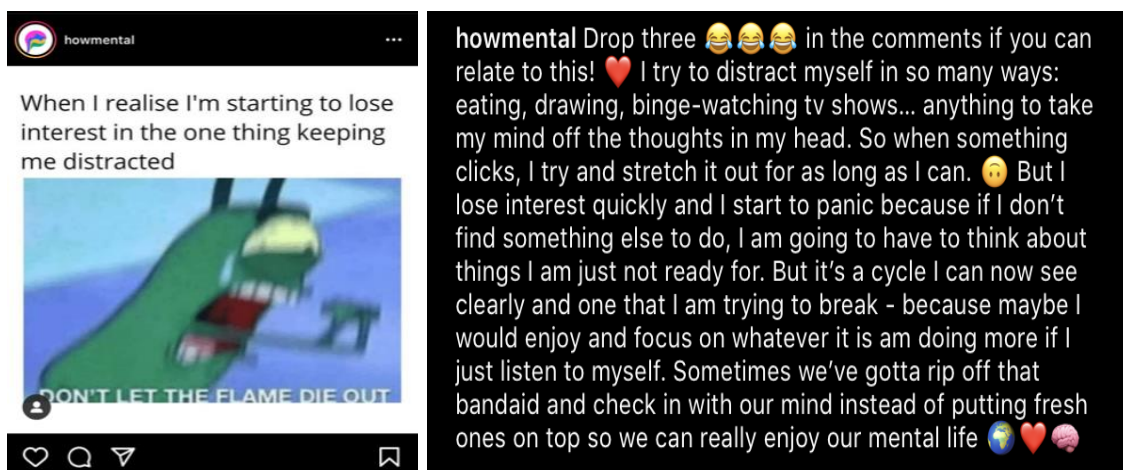 howmental
When I realise I'm starting to lose
interest in the one thing keeping
me distracted
DON'T LET THE FLAME DIE OUT
howmental Drop three 😂😂😂 in the comments if you can
relate to this! ❤️ I try to distract myself in so many ways:
eating, drawing, binge-watching tv shows... anything to take
my mind off the thoughts in my head. So when something
clicks, I try and stretch it out for as long as I can. 🙃 But I
lose interest quickly and I start to panic because if I don't
find something else to do, I am going to have to think about
things I am just not ready for. But it's a cycle I can now see
clearly and one that I am trying to break - because maybe I
would enjoy and focus on whatever it is am doing more if I
just listen to myself. Sometimes we've gotta rip off that
bandaid and check in with our mind instead of putting fresh
ones on top so we can really enjoy our mental life 🌍❤️🧠